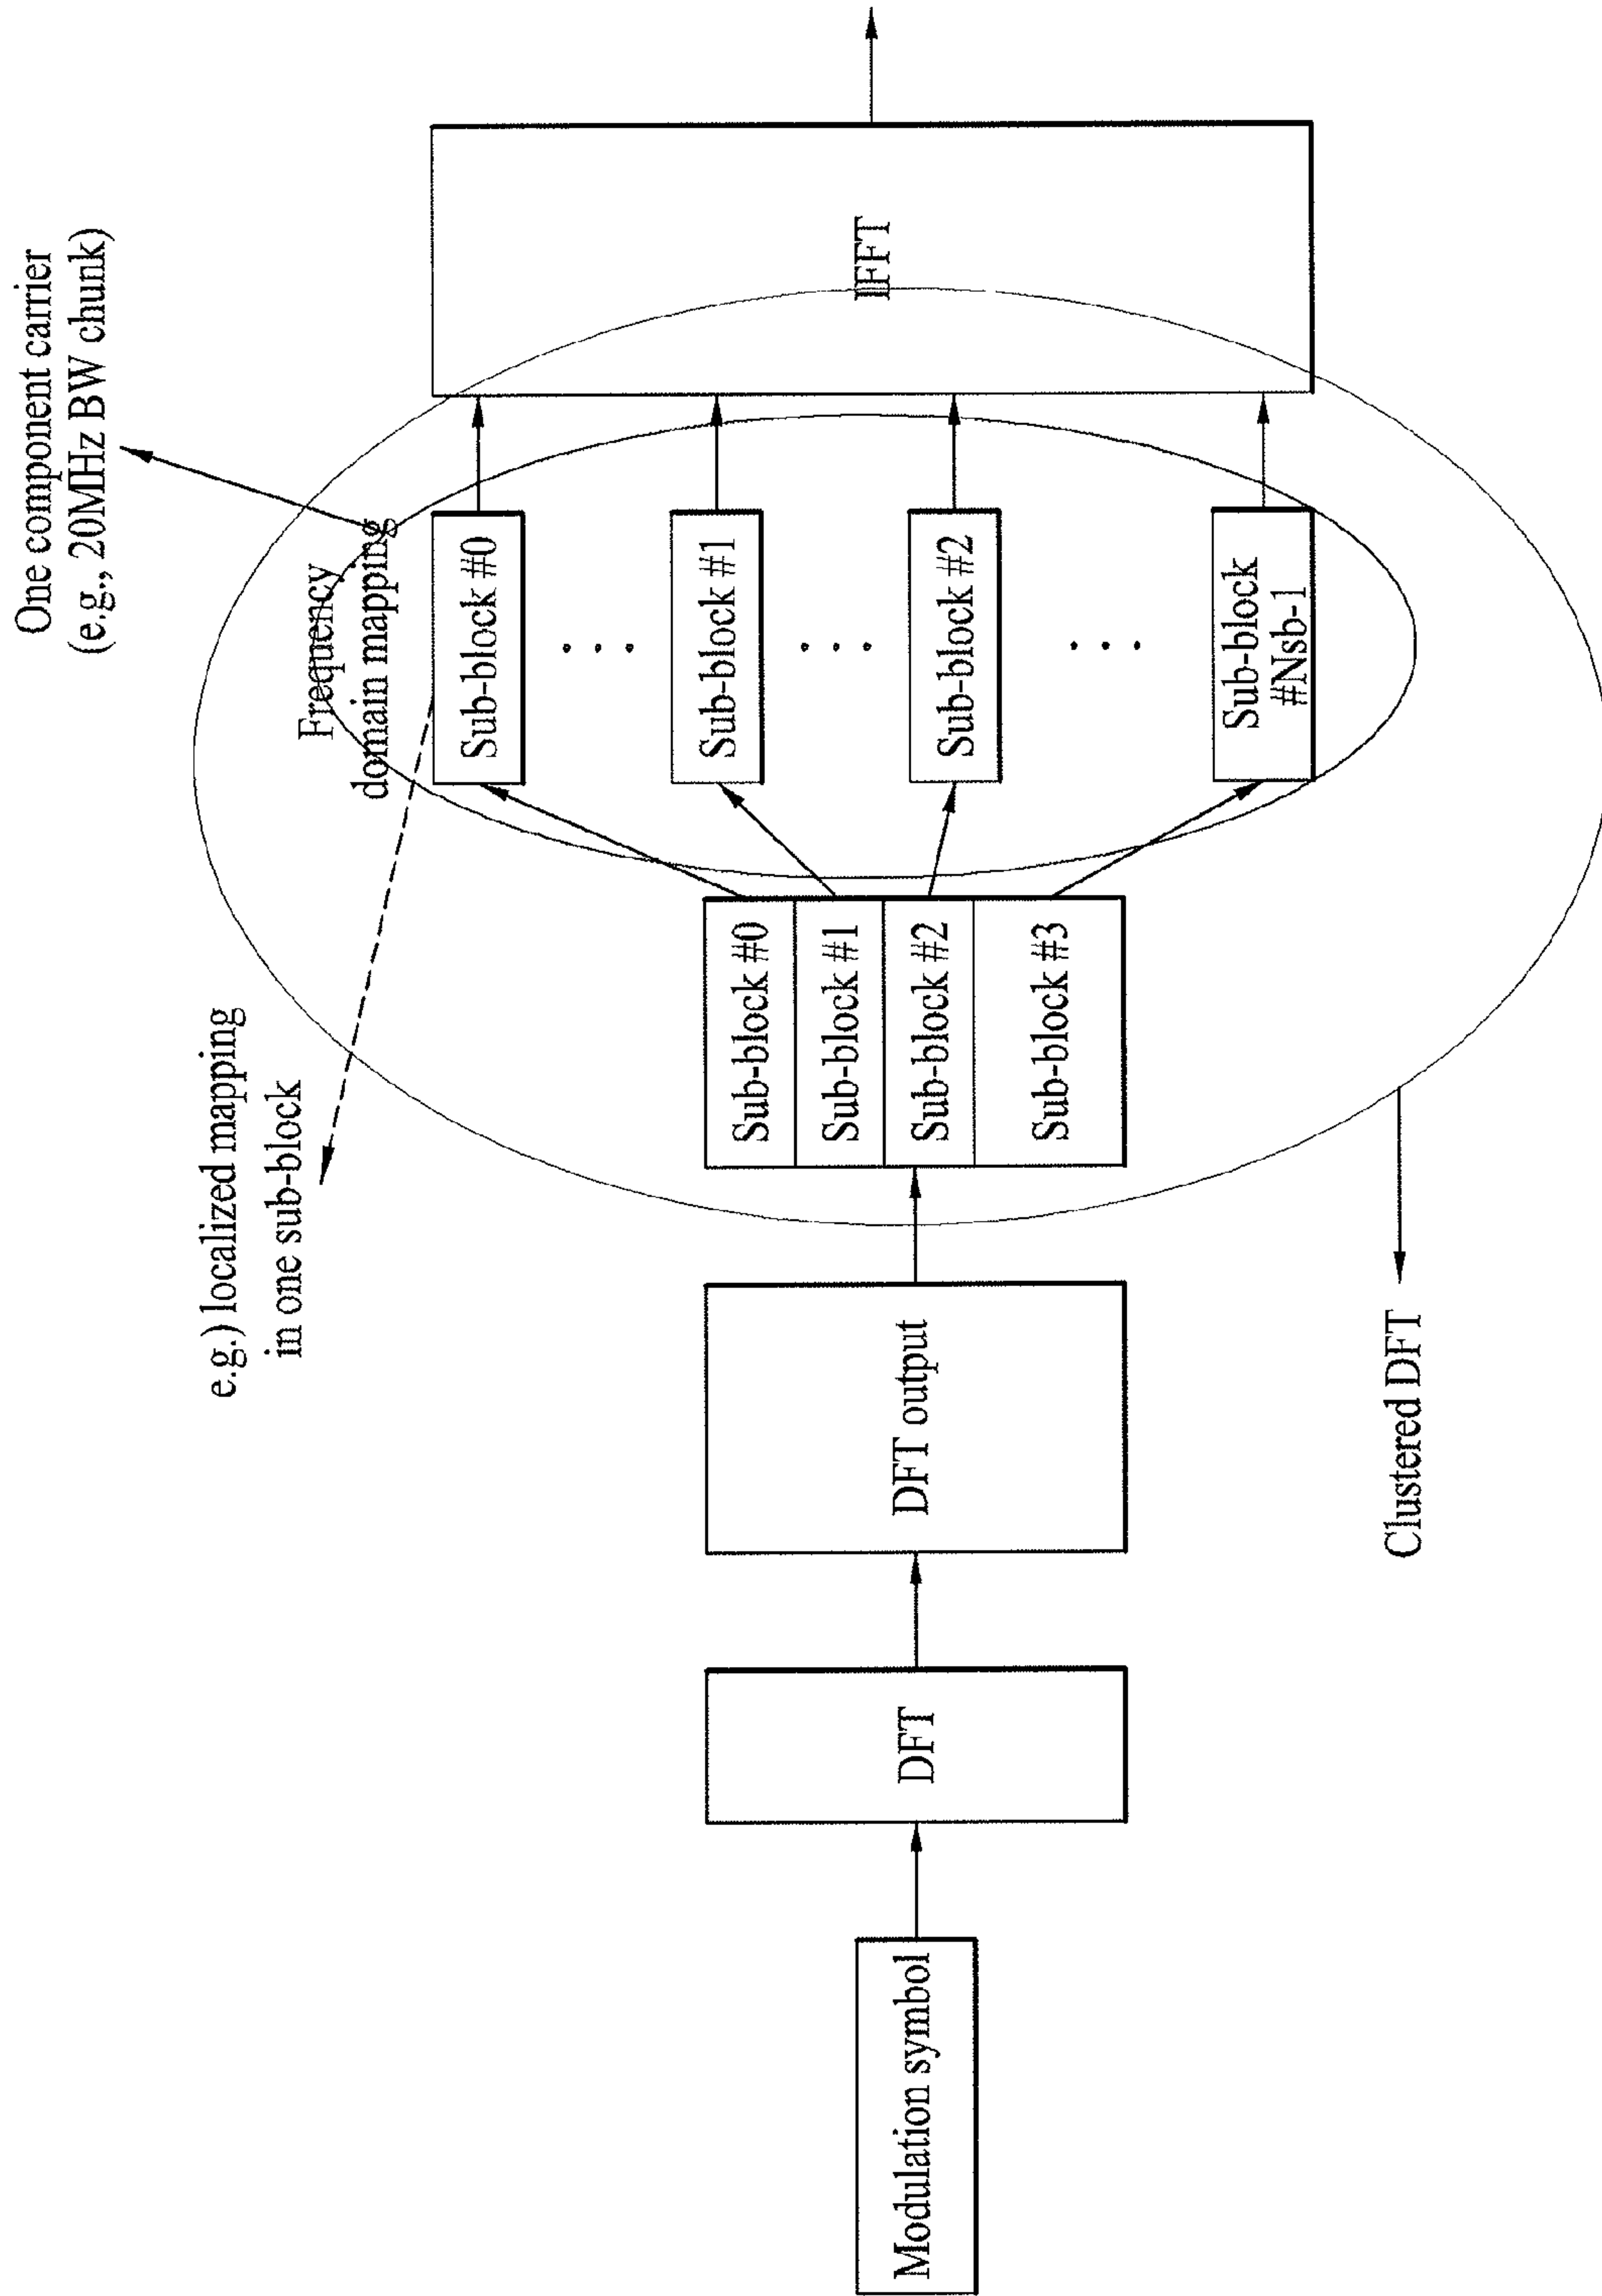 One component carrier
(e.g., 20MHz BW chunk)
e.g.) localized mapping
in one sub-block
Frequency
domain mapping
Modulation symbol
DFT
DFT output
Sub-block #0
Sub-block #1
Sub-block #2
Sub-block #3
Sub-block #0
Sub-block #1
Sub-block #2
Sub-block
#Nsb-1
IFFT
Clustered DFT